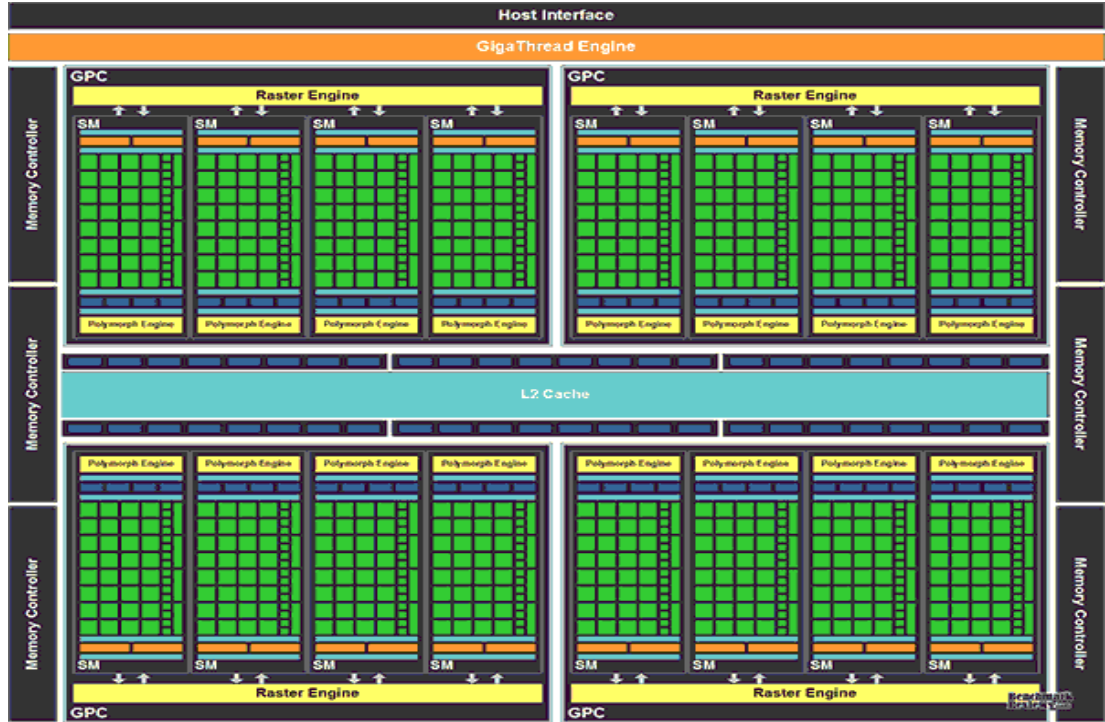 Host Interface
GigaThread Engine
GPC
GPC
Raster Engine
Raster Engine
SM SM SM SM SM SM SM SM
Memory Controller
Memory Controller
Polymorph Engine Polymorph Engine Polymorph Engine Polymorph Engine Polymorph Engine Polymorph Engine Polymorph Engine Polymorph Engine
Memory Controller
L2 Cache
Memory Controller
Polymorph Engine Polymorph Engine Polymorph Engine Polymorph Engine Polymorph Engine Polymorph Engine Polymorph Engine Polymorph Engine
Memory Controller
Memory Controller
SM SM SM SM SM SM SM SM
Raster Engine
Raster Engine
GPC
GPC
Benchmark